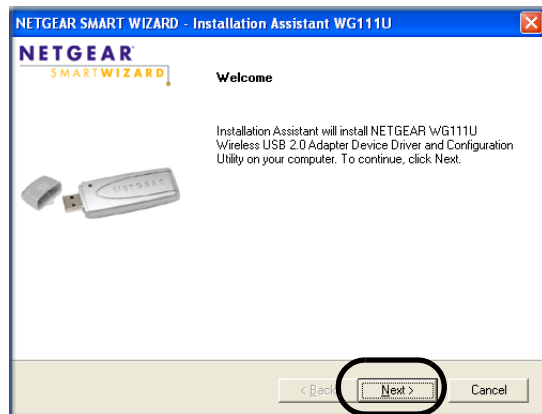 NETGEAR SMART WIZARD - Installation Assistant WG111U
NETGEAR
SMARTWIZARD
Welcome
Installation Assistant will install NETGEAR WG111U
Wireless USB 2.0 Adapter Device Driver and Configuration
Utility on your computer. To continue, click Next.
NETGEAR
< Back
Next >
Cancel